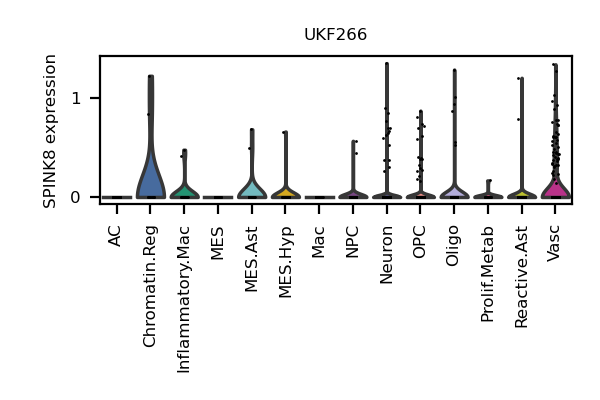 UKF266
SPINK8 expression
1
0
AC
Chromatin.Reg
Inflammatory.Mac
MES
MES.Ast
MES.Hyp
Mac
NPC
Neuron
OPC
Oligo
Prolif.Metab
Reactive.Ast
Vasc